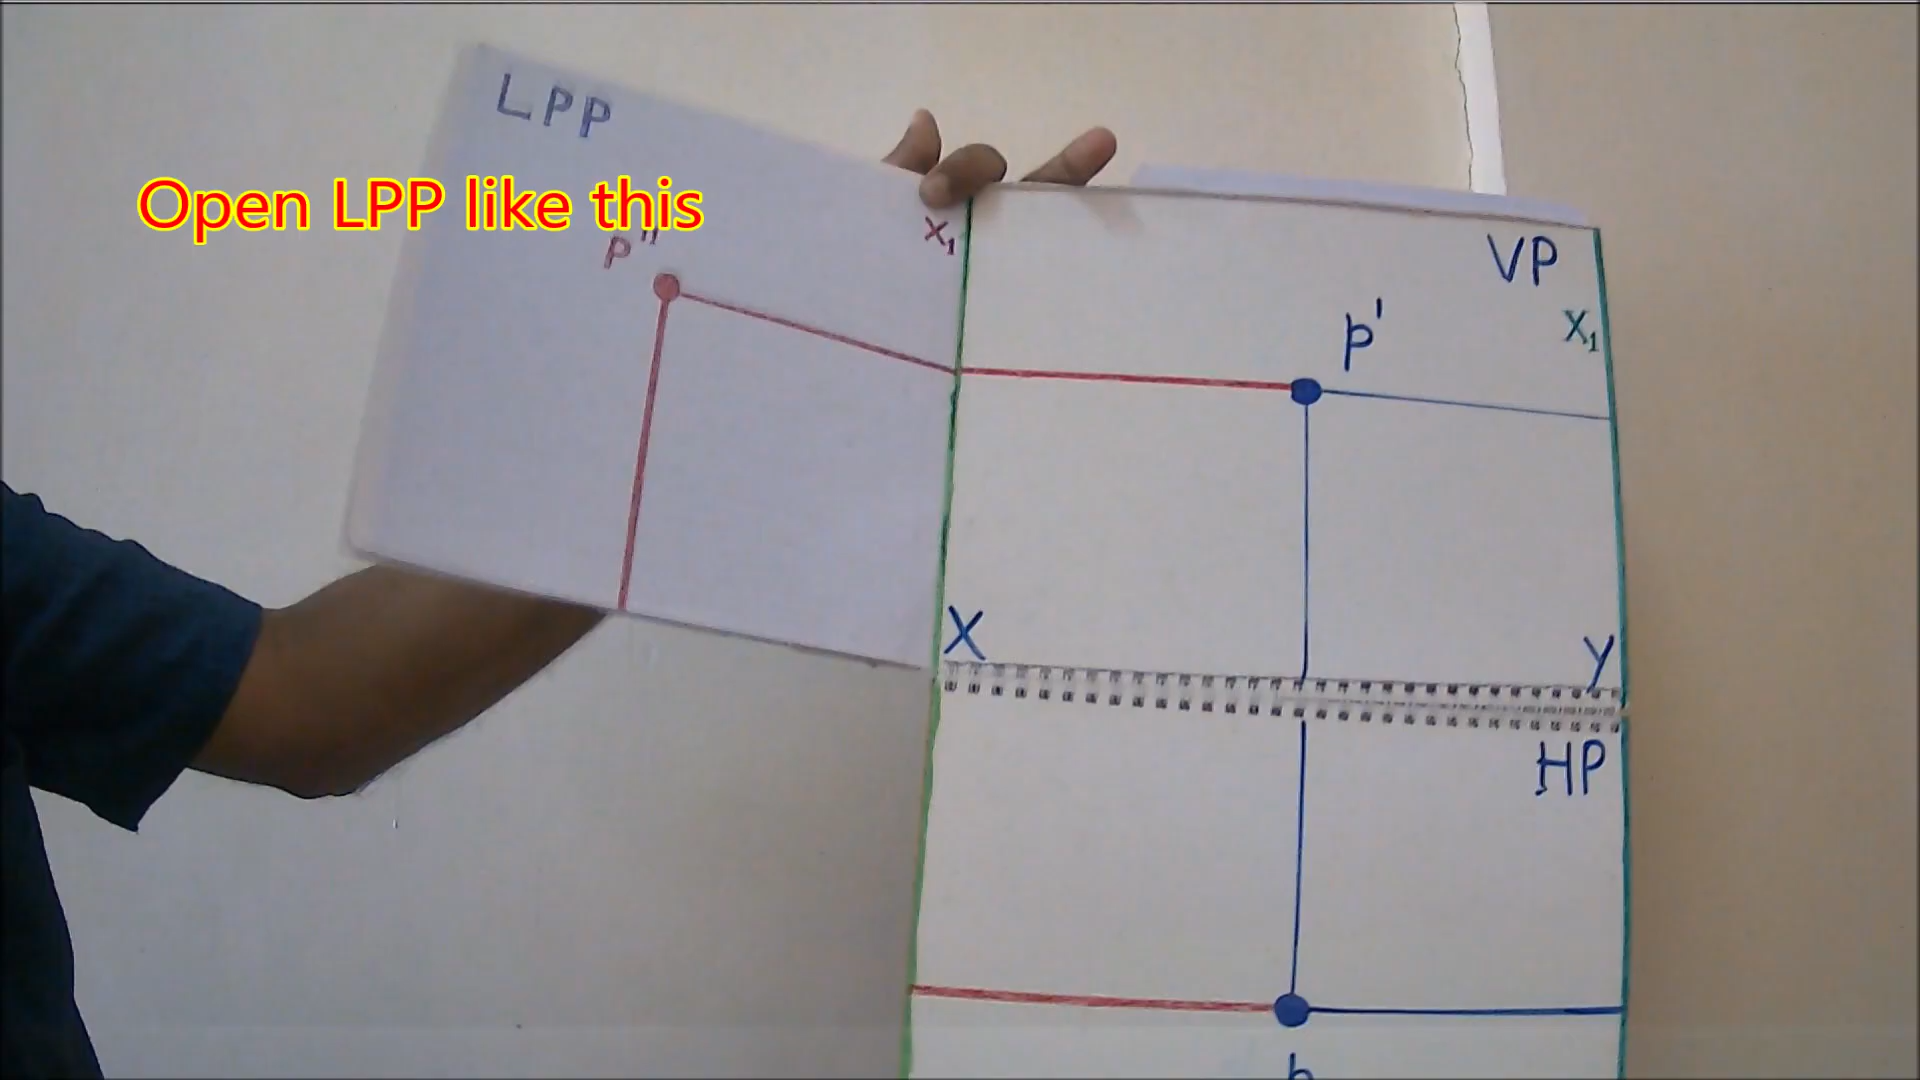 LPP
Open LPP like this
p"
X₁
VP
X₁
p'
X
Y
HP